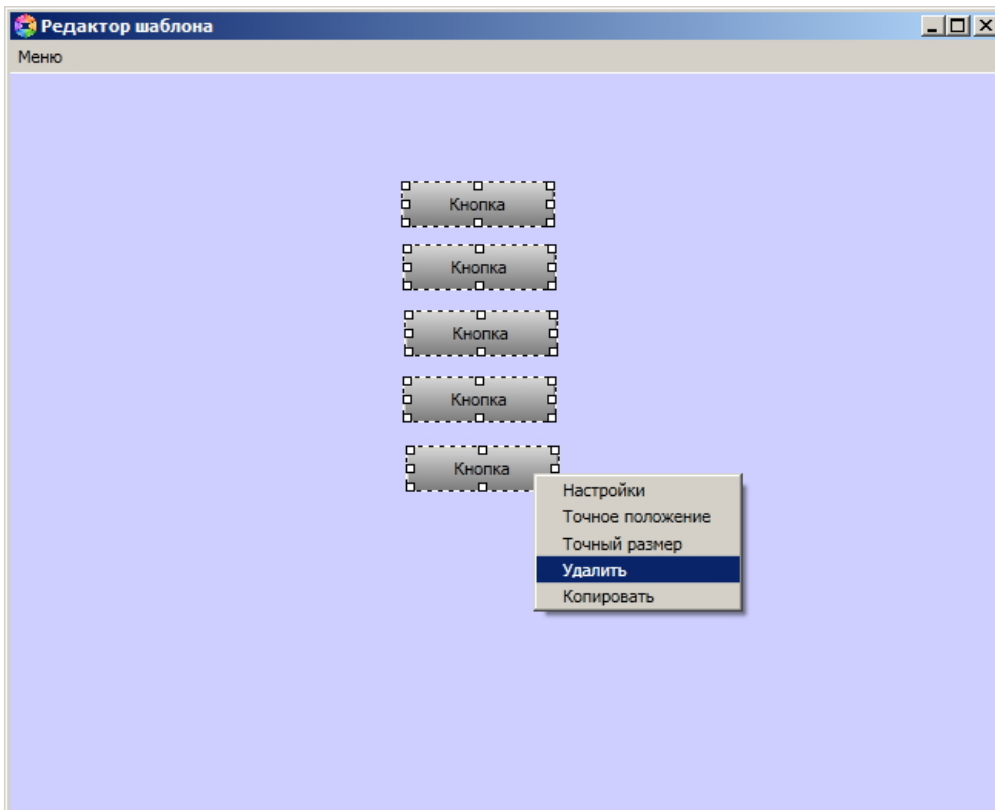 Редактор шаблона
Меню
Кнопка
Кнопка
Кнопка
Кнопка
Кнопка
Настройки
Точное положение
Точный размер
Удалить
Копировать